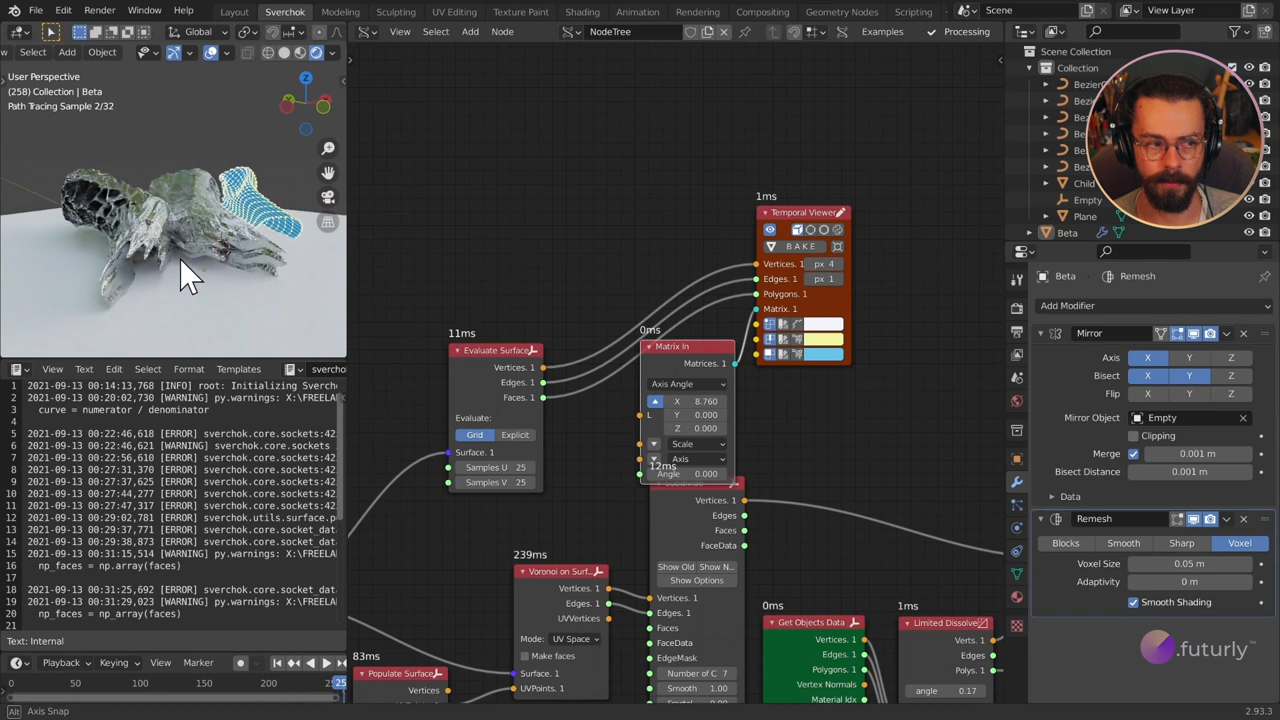 File Edit Render Window Help Layout Sverchok Modeling Sculpting UV Editing Texture Paint Shading Animation Rendering Compositing Geometry Nodes Scripting Scene View Layer
Global View Select Add Node NodeTree Examples Processing
Select Add Object
User Perspective
(258) Collection | Beta
Path Tracing Sample 2/32
Scene Collection
Collection
Child
Empty
Plane
Beta
Beta Remesh
Add Modifier
Mirror
Axis X Y Z
Bisect X Y Z
Flip X Y Z
Mirror Object Empty
Clipping
Merge 0.001 m
Bisect Distance 0.001 m
Data
Remesh
Blocks Smooth Sharp Voxel
Voxel Size 0.05 m
Adaptivity 0 m
Smooth Shading
.futurly™
1ms
Temporal Viewer
BAKE
Vertices. 1 px 4
Edges. 1 px 1
Polygons. 1
Matrix. 1
0ms
Matrix In
Matrices. 1
Axis Angle
X 8.760
L Y 0.000
Z 0.000
Scale
Axis
Angle 0.000
11ms
Evaluate Surface
Vertices. 1
Edges. 1
Faces. 1
Evaluate:
Grid Explicit
Surface. 1
Samples U 25
Samples V 25
12ms
Vertices. 1
Edges
Faces
FaceData
Show Old Show N...
Show Options
Vertices. 1
Edges. 1
Faces
FaceData
EdgeMask
Number of C 7
Smooth 1.00
239ms
Voronoi on Surf..
Vertices. 1
Edges. 1
UVVertices
Mode: UV Space
Make faces
Surface. 1
UVPoints. 1
83ms
Populate Surface
Vertices
0ms
Get Objects Data
Vertices. 1
Edges. 1
Polygons. 1
Vertex Normals
Material Idx
1ms
Limited Dissolve
Verts. 1
Edges
Polys. 1
angle 0.17
View Text Edit Select Format Templates sverchok
1 2021-09-13 00:14:13,768 [INFO] root: Initializing Sverch
2 2021-09-13 00:20:02,730 [WARNING] py.warnings: X:\FREELA
3 curve = numerator / denominator
4
5 2021-09-13 00:22:46,618 [ERROR] sverchok.core.sockets:42
6 2021-09-13 00:22:46,621 [WARNING] sverchok.core.sockets
7 2021-09-13 00:22:56,610 [ERROR] sverchok.core.sockets:42
8 2021-09-13 00:27:31,370 [ERROR] sverchok.core.sockets:42
9 2021-09-13 00:27:37,625 [ERROR] sverchok.core.sockets:42
10 2021-09-13 00:27:44,277 [ERROR] sverchok.core.sockets:42
11 2021-09-13 00:27:47,617 [ERROR] sverchok.core.sockets:42
12 2021-09-13 00:29:02,781 [ERROR] sverchok.utils.surface.p
13 2021-09-13 00:29:37,771 [ERROR] sverchok.core.socket_dat
14 2021-09-13 00:29:38,873 [ERROR] sverchok.core.socket_dat
15 2021-09-13 00:31:15,514 [WARNING] py.warnings: X:\FREELA
16 np_faces = np.array(faces)
17
18 2021-09-13 00:31:25,692 [ERROR] sverchok.core.socket_dat
19 2021-09-13 00:31:29,023 [WARNING] py.warnings: X:\FREELA
20 np_faces = np.array(faces)
21
Text: Internal
Playback Keying View Marker
0 50 100 150 200 25
Alt Axis Snap 2.93.3